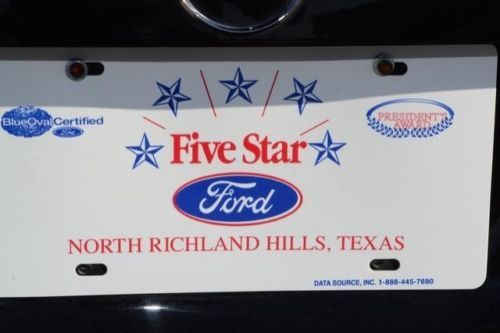 BlueOval Certified
Ford
PRESIDENT'S
AWARD
Five Star
Ford
NORTH RICHLAND HILLS, TEXAS
DATA SOURCE, INC. 1-888-445-7690